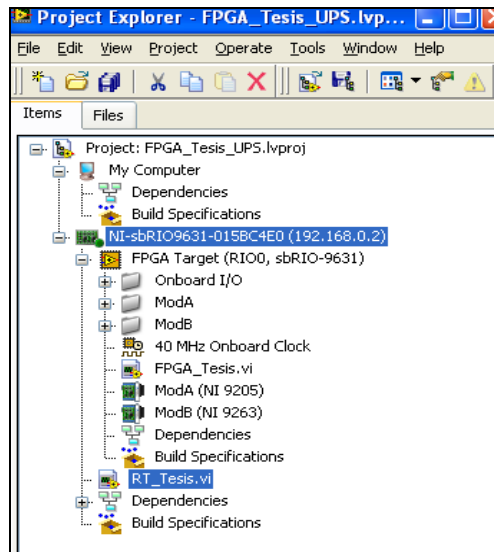 Project Explorer - FPGA_Tesis_UPS.lvp...
File Edit View Project Operate Tools Window Help
Items Files
Project: FPGA_Tesis_UPS.lvproj
My Computer
Dependencies
Build Specifications
NI-sbRIO9631-015BC4E0 (192.168.0.2)
FPGA Target (RIO0, sbRIO-9631)
Onboard I/O
ModA
ModB
40 MHz Onboard Clock
FPGA_Tesis.vi
ModA (NI 9205)
ModB (NI 9263)
Dependencies
Build Specifications
RT_Tesis.vi
Dependencies
Build Specifications